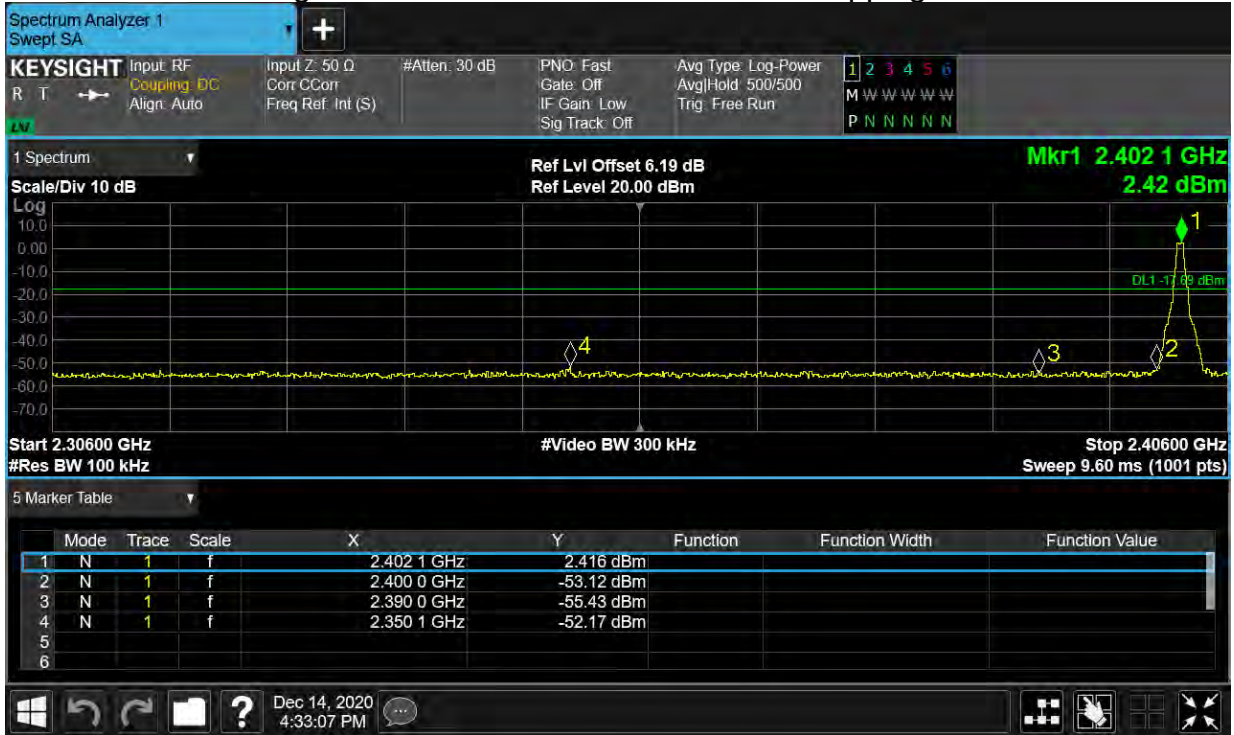 Spectrum Analyzer 1
Swept SA
+
KEYSIGHT Input: RF Input Z: 50 Ω #Atten: 30 dB PNO: Fast Avg Type: Log-Power 1 2 3 4 5 6
R T Coupling: DC Corr CCorr Gate: Off Avg|Hold: 500/500 M W W W W W
Align: Auto Freq Ref: Int (S) IF Gain: Low Trig: Free Run P N N N N N
Sig Track: Off
1 Spectrum Ref Lvl Offset 6.19 dB Mkr1 2.402 1 GHz
Scale/Div 10 dB Ref Level 20.00 dBm 2.42 dBm
Log
10.0 1
0.00
-10.0
DL1 -17.69 dBm
-20.0
-30.0
-40.0
4 3 2
-50.0
-60.0
-70.0
Start 2.30600 GHz #Video BW 300 kHz Stop 2.40600 GHz
#Res BW 100 kHz Sweep 9.60 ms (1001 pts)
5 Marker Table
Mode Trace Scale X Y Function Function Width Function Value
1 N 1 f 2.402 1 GHz 2.416 dBm
2 N 1 f 2.400 0 GHz -53.12 dBm
3 N 1 f 2.390 0 GHz -55.43 dBm
4 N 1 f 2.350 1 GHz -52.17 dBm
5
6
? Dec 14, 2020
4:33:07 PM